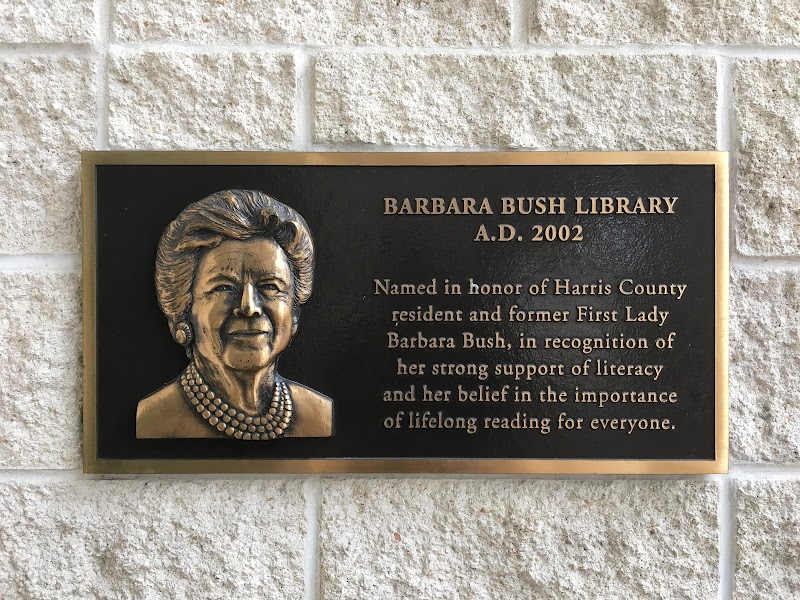 BARBARA BUSH LIBRARY
A.D. 2002
Named in honor of Harris County
resident and former First Lady
Barbara Bush, in recognition of
her strong support of literacy
and her belief in the importance
of lifelong reading for everyone.